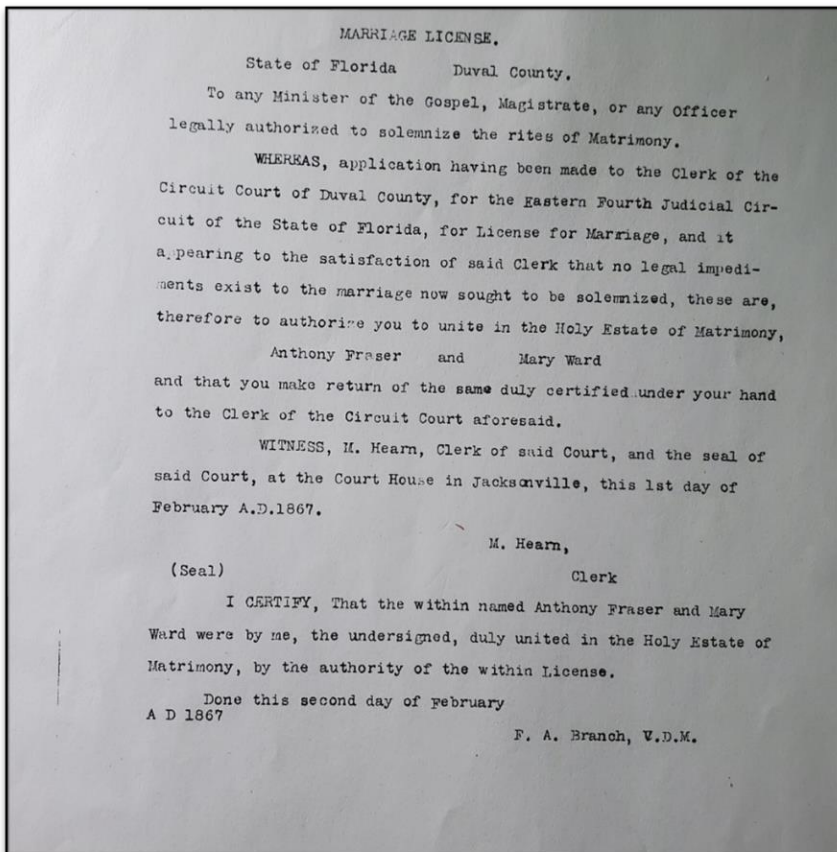 MARRIAGE LICENSE.
State of Florida Duval County.
To any Minister of the Gospel, Magistrate, or any Officer
legally authorized to solemnize the rites of Matrimony.
WHEREAS, application having been made to the Clerk of the
Circuit Court of Duval County, for the Eastern Fourth Judicial Cir-
cuit of the State of Florida, for License for Marriage, and it
appearing to the satisfaction of said Clerk that no legal impedi-
ments exist to the marriage now sought to be solemnized, these are,
therefore to authorize you to unite in the Holy Estate of Matrimony,
Anthony Fraser and Mary Ward
and that you make return of the same duly certified under your hand
to the Clerk of the Circuit Court aforesaid.
WITNESS, M. Hearn, Clerk of said Court, and the seal of
said Court, at the Court House in Jacksonville, this 1st day of
February A.D.1867.
M. Hearn,
(Seal) Clerk
I CERTIFY, That the within named Anthony Fraser and Mary
Ward were by me, the undersigned, duly united in the Holy Estate of
Matrimony, by the authority of the within License.
Done this second day of February
A D 1867
F. A. Branch, V.D.M.